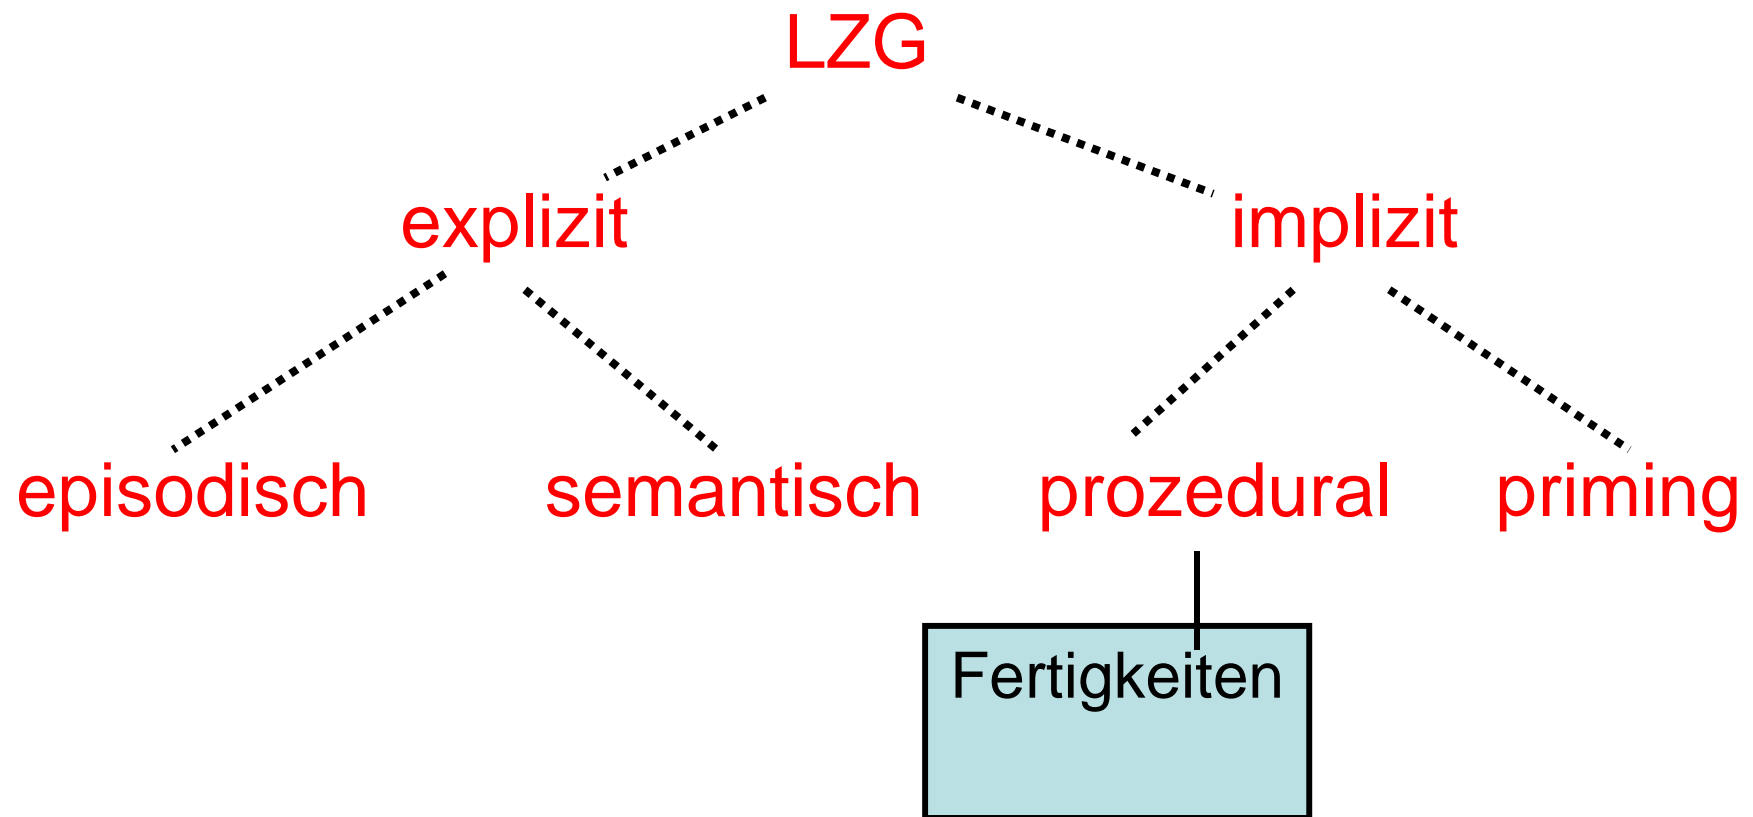 LZG
explizit implizit
episodisch semantisch prozedural priming
Fertigkeiten